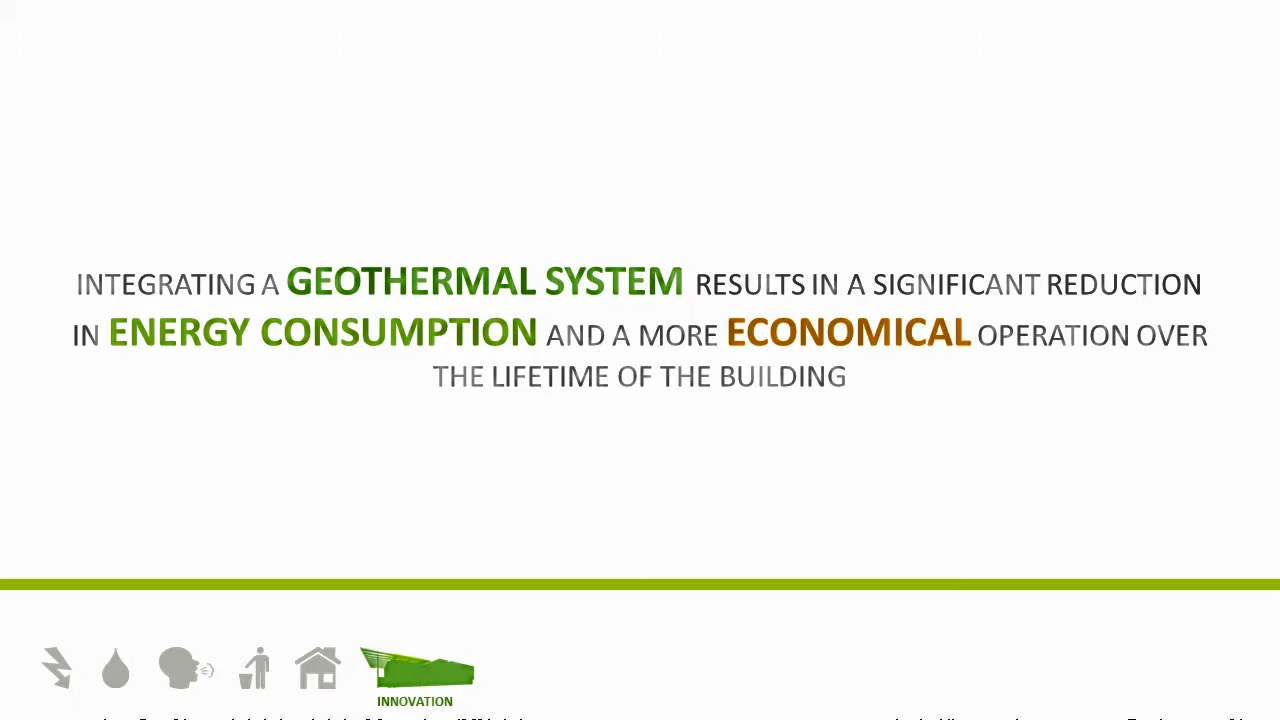 INTEGRATING A GEOTHERMAL SYSTEM RESULTS IN A SIGNIFICANT REDUCTION
IN ENERGY CONSUMPTION AND A MORE ECONOMICAL OPERATION OVER
THE LIFETIME OF THE BUILDING
INNOVATION